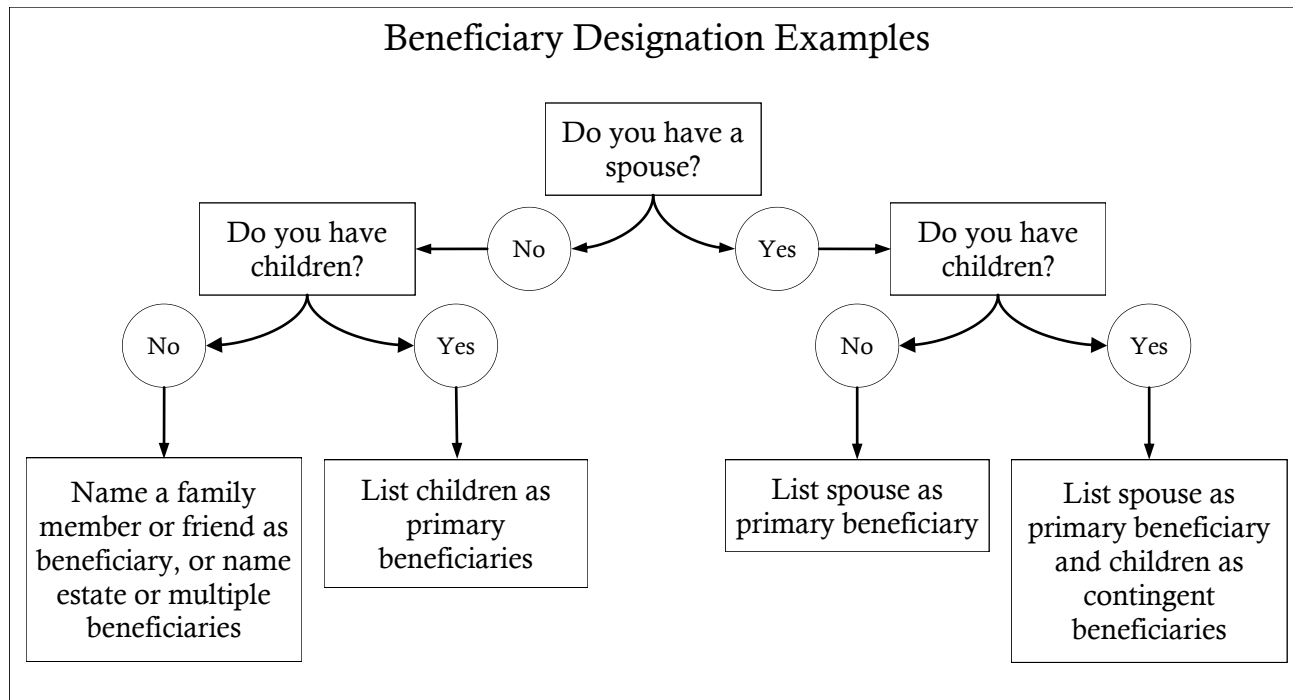 Beneficiary Designation Examples
Do you have a
spouse?
No
Yes
Do you have
children?
Do you have
children?
No
Yes
No
Yes
Name a family
member or friend as
beneficiary, or name
estate or multiple
beneficiaries
List children as
primary
beneficiaries
List spouse as
primary beneficiary
List spouse as
primary beneficiary
and children as
contingent
beneficiaries